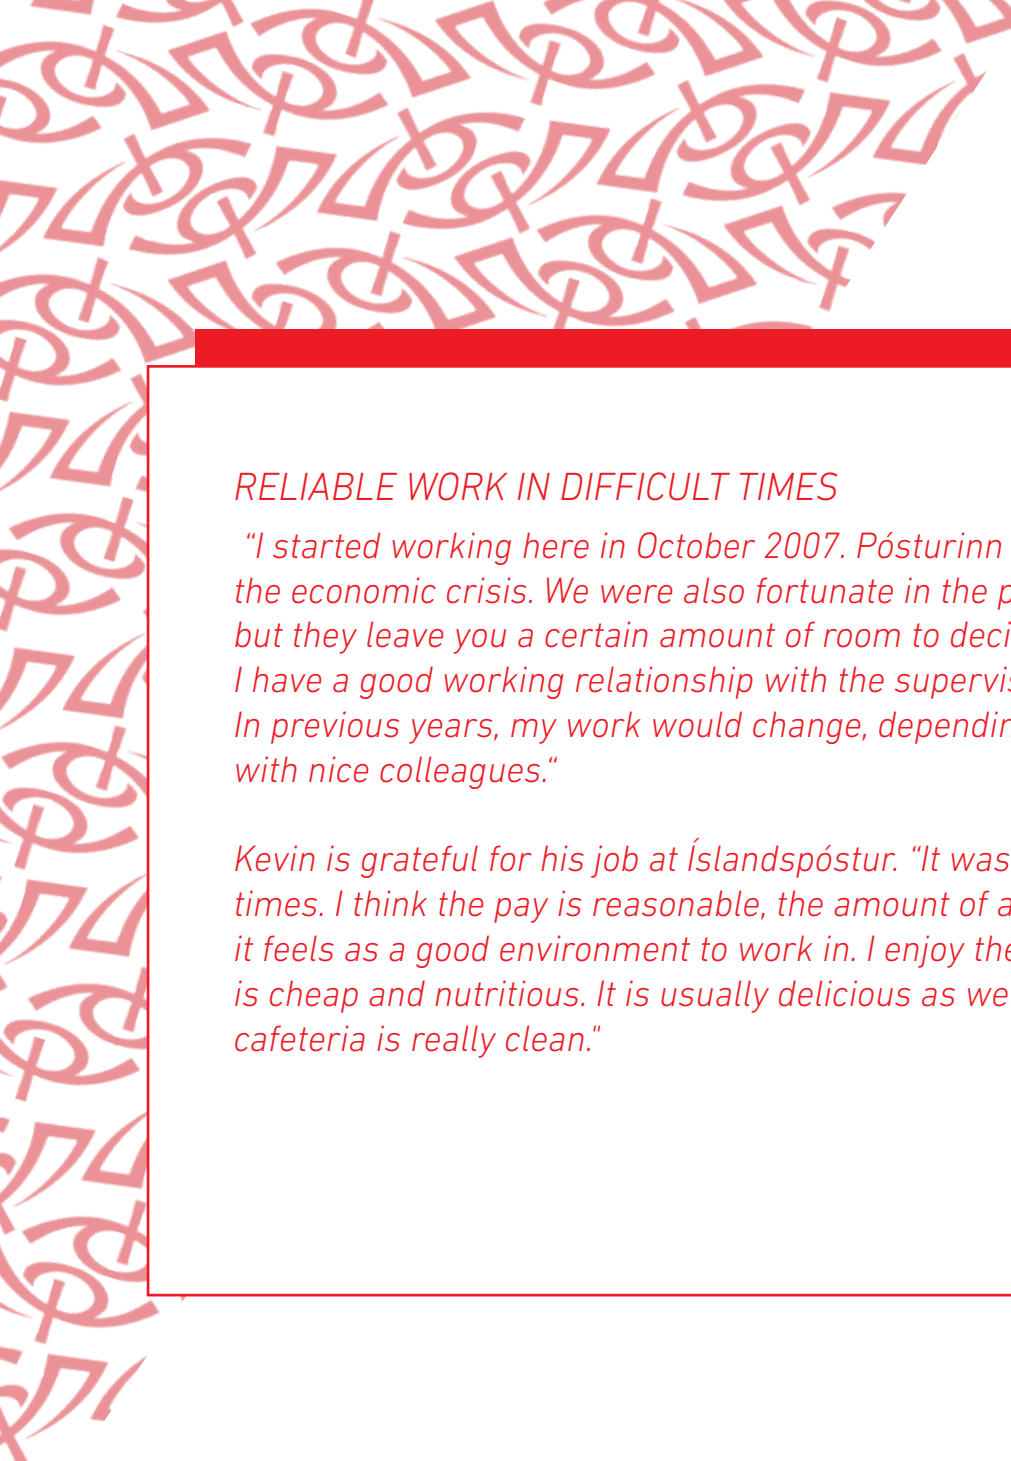 RELIABLE WORK IN DIFFICULT TIMES
“I started working here in October 2007. Pósturinn
the economic crisis. We were also fortunate in the
but they leave you a certain amount of room to
I have a good working relationship with the
In previous years, my work would change,
with nice colleagues.“
Kevin is grateful for his job at Íslandspóstur. “It was
times. I think the pay is reasonable, the amount of
it feels as a good environment to work in. I enjoy
is cheap and nutritious. It is usually delicious as
cafeteria is really clean."